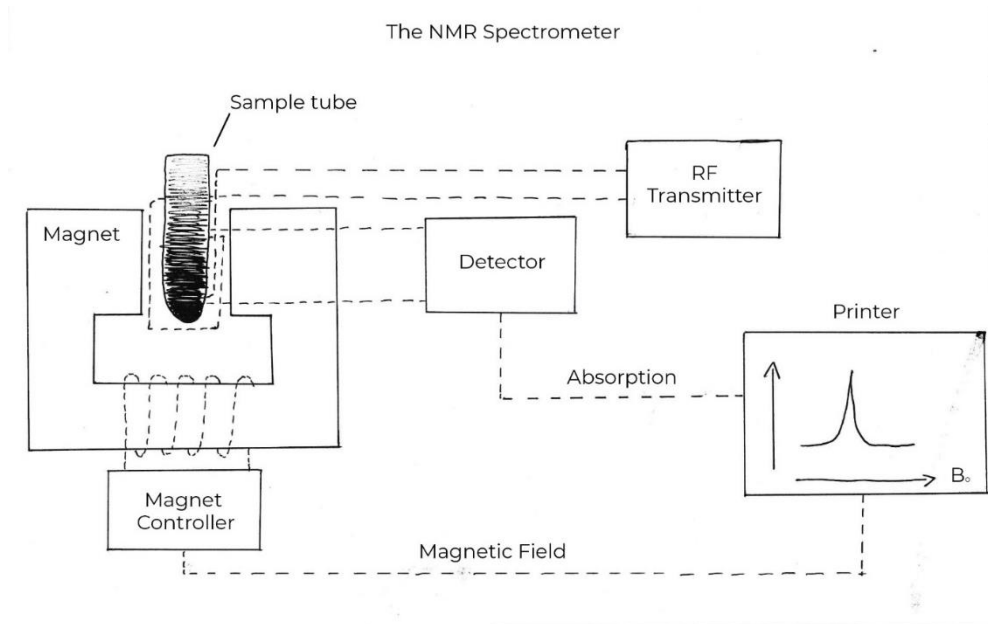 The NMR Spectrometer
Sample tube
RF
Transmitter
Magnet
Detector
Printer
Absorption
B₀
Magnet
Controller
Magnetic Field